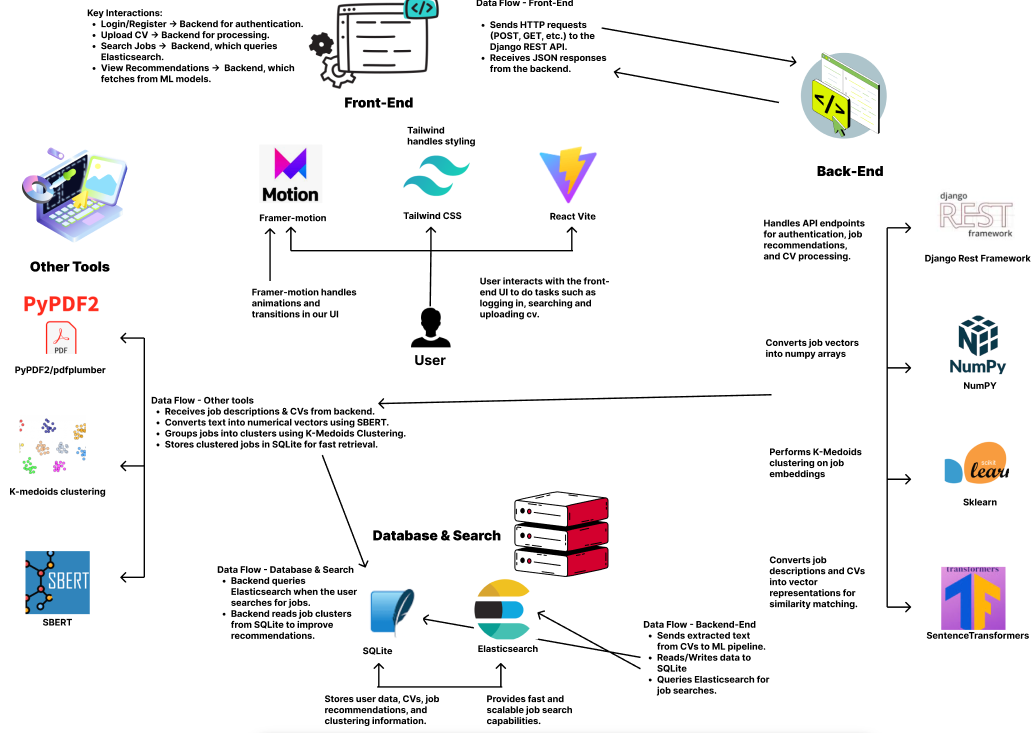 Key Interactions:
Login/Register → Backend for authentication.
Upload CV → Backend for processing.
Search Jobs → Backend, which queries
Elasticsearch.
View Recommendations → Backend, which
fetches from ML models.
</>
Front-End
Data Flow - Front-End
Sends HTTP requests
(POST, GET, etc.) to the
Django REST API.
Receives JSON responses
from the backend.
</>
Back-End
Other Tools
Motion
Framer-motion
Tailwind
handles styling
Tailwind CSS
React Vite
Framer-motion handles
animations and
transitions in our UI
User interacts with the front-
end UI to do tasks such as
logging in, searching and
uploading cv.
User
Handles API endpoints
for authentication, job
recommendations,
and CV processing.
django
REST
framework
Django Rest Framework
PyPDF2
PDF
PyPDF2/pdfplumber
Converts job vectors
into numpy arrays
NumPy
NumPY
Data Flow - Other tools
Receives job descriptions & CVs from backend.
Converts text into numerical vectors using SBERT.
Groups jobs into clusters using K-Medoids Clustering.
Stores clustered jobs in SQLite for fast retrieval.
K-medoids clustering
Performs K-Medoids
clustering on job
embeddings
scikit
learn
Sklearn
Database & Search
SBERT
SBERT
Data Flow - Database & Search
Backend queries
Elasticsearch when the user
searches for jobs.
Backend reads job clusters
from SQLite to improve
recommendations.
SQLite
Elasticsearch
Converts job
descriptions and CVs
into vector
representations for
similarity matching.
transformers
TF
SentenceTransformers
Data Flow - Backend-End
Sends extracted text
from CVs to ML pipeline.
Reads/Writes data to
SQLite
Queries Elasticsearch for
job searches.
Stores user data, CVs, job
recommendations, and
clustering information.
Provides fast and
scalable job search
capabilities.